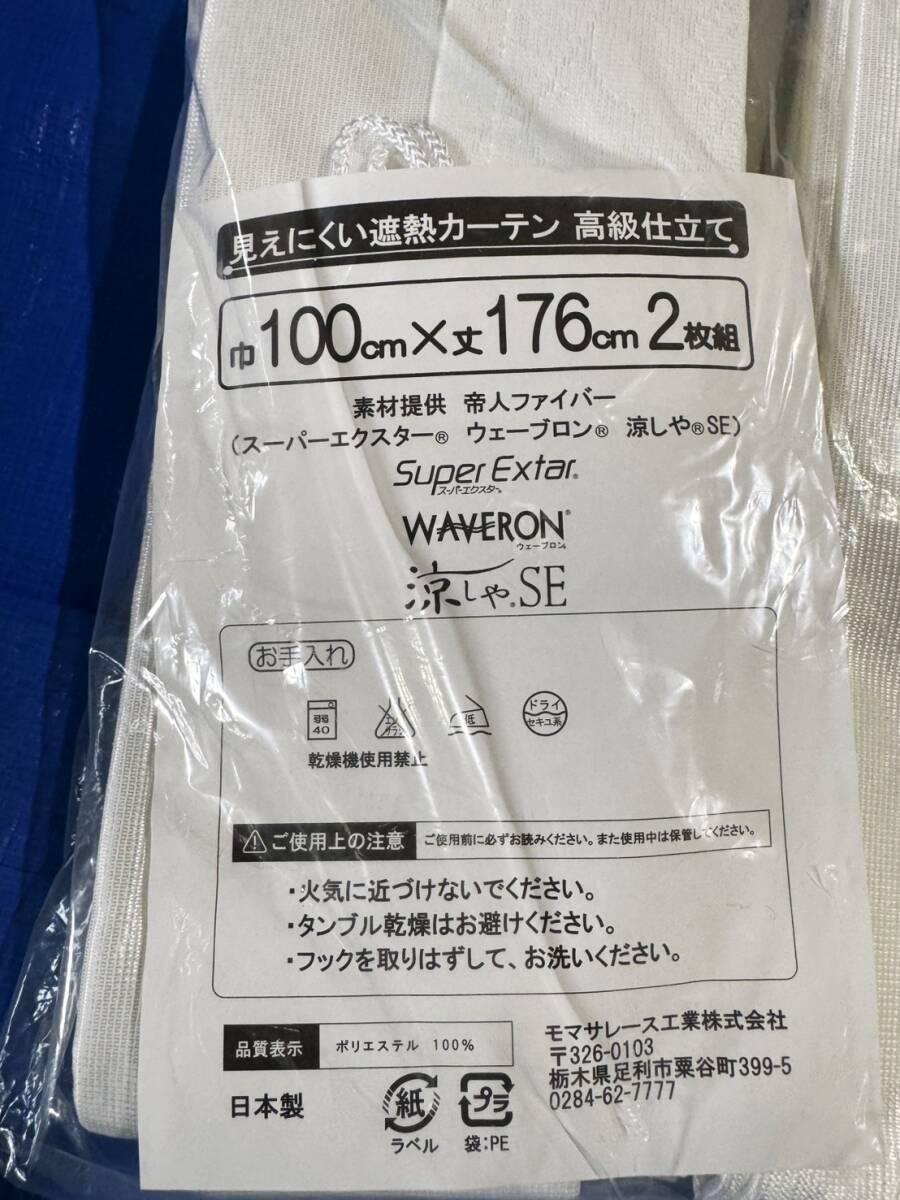 見えにくい遮熱カーテン 高級仕立て
巾100cm×丈176cm 2枚組
素材提供 帝人ファイバー
(スーパーエクスター® ウェーブロン® 涼しや®SE)
Super Extar®
スーパーエクスター®
WAVERON®
ウェーブロン®
涼しや®SE
お手入れ
弱 40 エンソサラシ 低 ドライ セキユ系
乾燥機使用禁止
ご使用上の注意 ご使用前に必ずお読みください。また使用中は保管してください。
・火気に近づけないでください。
・タンブル乾燥はお避けください。
・フックを取りはずして、お洗いください。
品質表示 ポリエステル 100%
モマサレース工業株式会社
〒326-0103
栃木県足利市粟谷町399-5
0284-62-7777
日本製
紙 プラ
ラベル 袋:PE